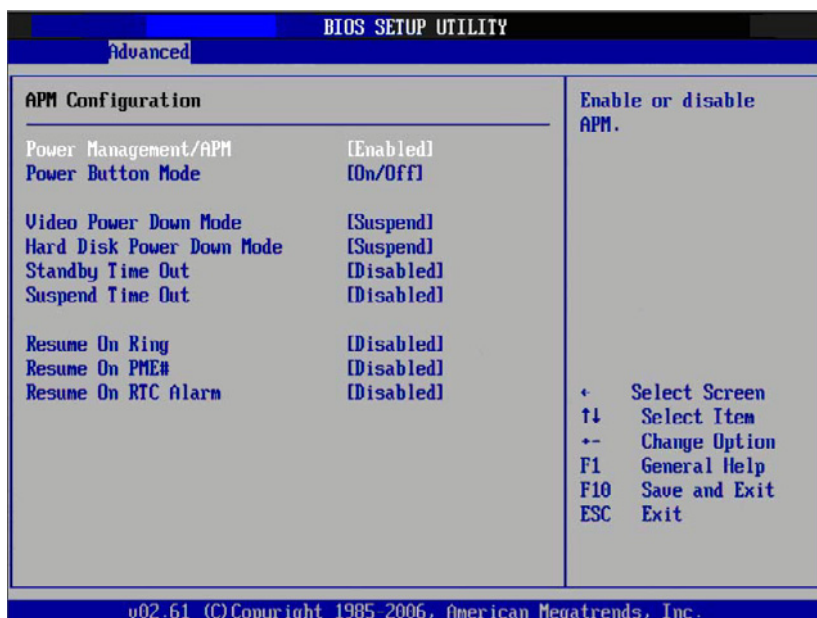 BIOS SETUP UTILITY
Advanced
APM Configuration
Power Management/APM [Enabled]
Power Button Mode [On/Off]
Video Power Down Mode [Suspend]
Hard Disk Power Down Mode [Suspend]
Standby Time Out [Disabled]
Suspend Time Out [Disabled]
Resume On Ring [Disabled]
Resume On PME# [Disabled]
Resume On RTC Alarm [Disabled]
Enable or disable
APM.
← Select Screen
↑↓ Select Item
+- Change Option
F1 General Help
F10 Save and Exit
ESC Exit
v02.61 (C)Copyright 1985-2006, American Megatrends, Inc.